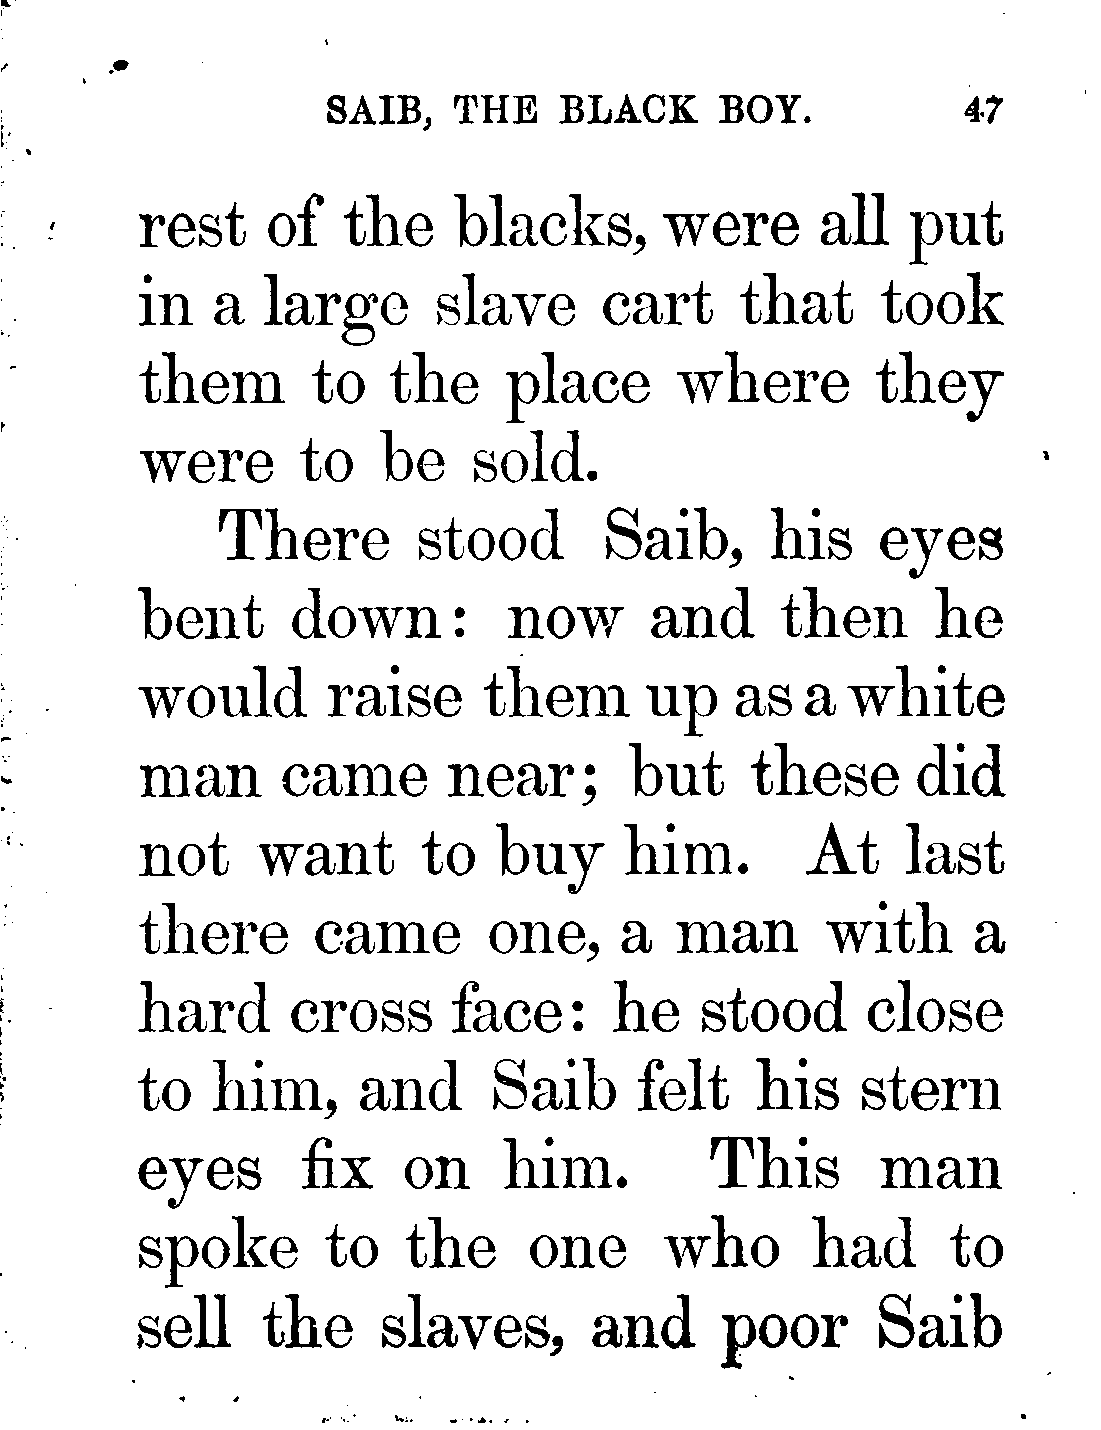 SAIB, THE BLACK BOY. 47
rest of the blacks, were all put
in a large slave cart that took
them to the place where they
were to be sold.
There stood Saib, his eyes
bent down: now and then he
would raise them up as a white
man came near; but these did
not want to buy him. At last
there came one, a man with a
hard cross face: he stood close
to him, and Saib felt his stern
eyes fix on him. This man
spoke to the one who had to
sell the slaves, and poor Saib